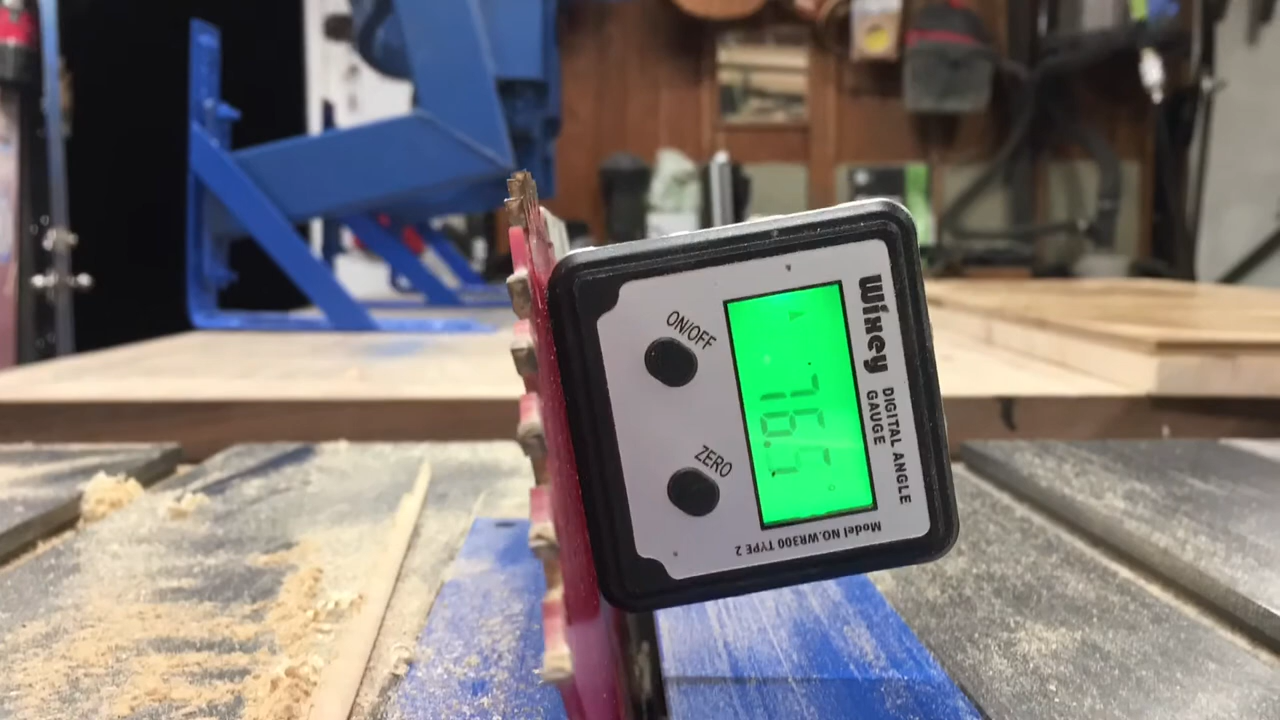 Wixey
DIGITAL ANGLE
GAUGE
76.5°
ON/OFF
ZERO
Model NO.WR300 TYPE 2